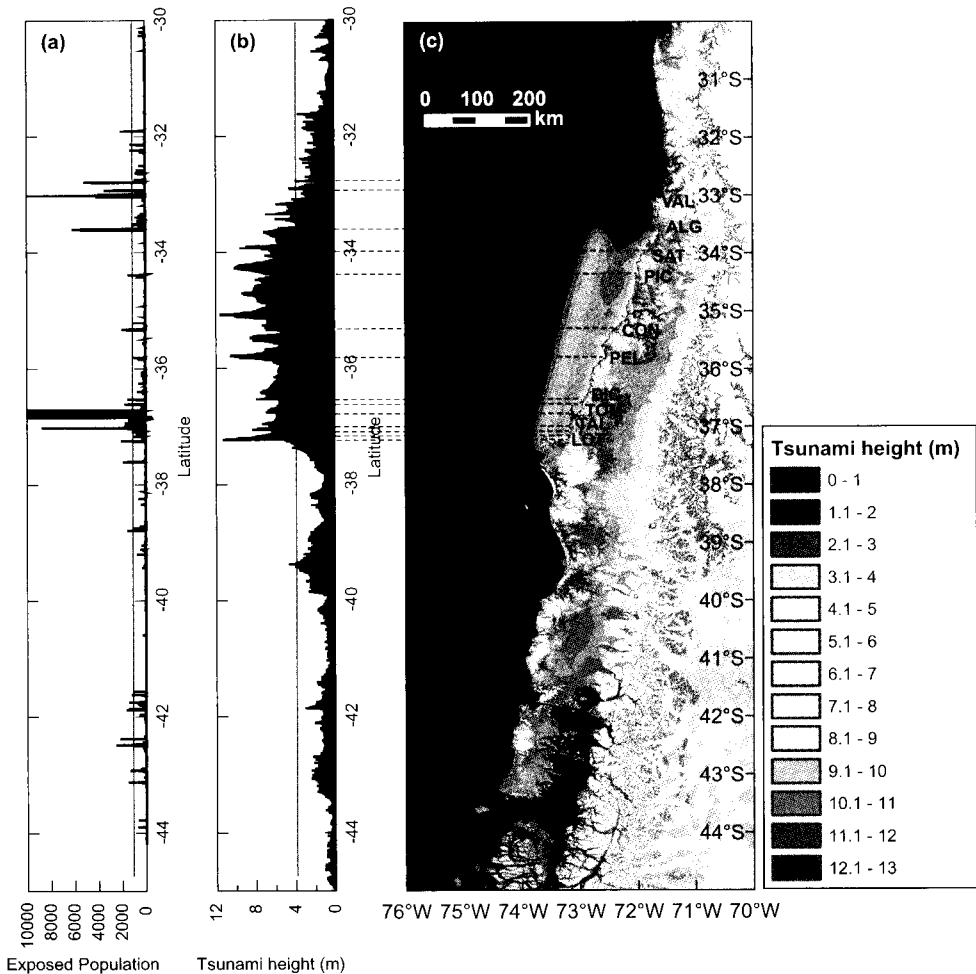 (a)
-30
-32
-34
-36
-38
-40
-42
-44
Latitude
10000
8000
6000
4000
2000
0
Exposed Population
(b)
-30
-32
-34
-36
-38
-40
-42
-44
Latitude
12
8
4
0
Tsunami height (m)
(c)
0 100 200
km
31°S
32°S
33°S
VAL
ALG
34°S
SAT
PIC
35°S
CON
PEL
36°S
37°S
38°S
39°S
40°S
41°S
42°S
43°S
44°S
76°W 75°W 74°W 73°W 72°W 71°W 70°W
Tsunami height (m)
0 - 1
1.1 - 2
2.1 - 3
3.1 - 4
4.1 - 5
5.1 - 6
6.1 - 7
7.1 - 8
8.1 - 9
9.1 - 10
10.1 - 11
11.1 - 12
12.1 - 13